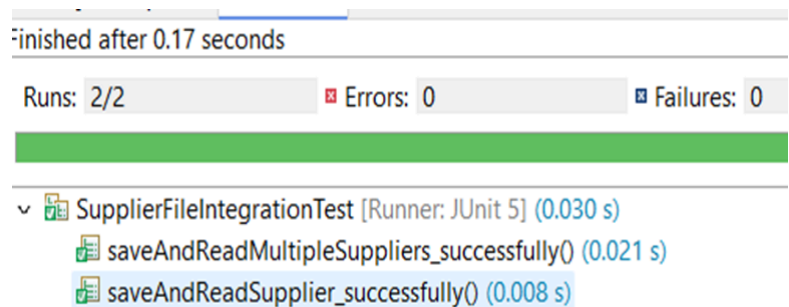 Finished after 0.17 seconds
Runs: 2/2 Errors: 0 Failures: 0
SupplierFileIntegrationTest [Runner: JUnit 5] (0.030 s)
saveAndReadMultipleSuppliers_successfully() (0.021 s)
saveAndReadSupplier_successfully() (0.008 s)